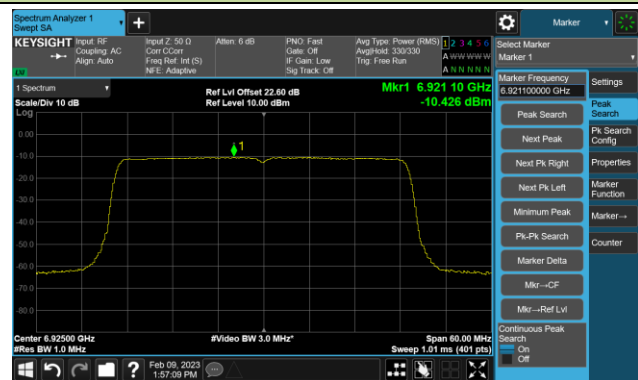 Spectrum Analyzer 1
Swept SA
Marker
KEYSIGHT
Input: RF
Coupling: AC
Align: Auto
Input Z: 50 Ω
Corr CCorr
Freq Ref: Int (S)
NFE: Adaptive
Atten: 6 dB
PNO: Fast
Gate: Off
IF Gain: Low
Sig Track: Off
Avg Type: Power (RMS)
Avg|Hold: 330/330
Trig: Free Run
1 2 3 4 5 6
A W W W W W
A N N N N N
LW
Select Marker
Marker 1
1 Spectrum
Scale/Div 10 dB
Log
Ref Lvl Offset 22.60 dB
Ref Level 10.00 dBm
Mkr1 6.921 10 GHz
-10.426 dBm
1
0.00
-10.0
-20.0
-30.0
-40.0
-50.0
-60.0
-70.0
-80.0
Center 6.92500 GHz
#Res BW 1.0 MHz
#Video BW 3.0 MHz*
Span 60.00 MHz
Sweep 1.01 ms (401 pts)
Marker Frequency
6.921100000 GHz
Peak Search
Next Peak
Next Pk Right
Next Pk Left
Minimum Peak
Pk-Pk Search
Marker Delta
Mkr→CF
Mkr→Ref Lvl
Continuous Peak
Search
On
Off
Settings
Peak
Search
Pk Search
Config
Properties
Marker
Function
Marker→
Counter
Feb 09, 2023
1:57:09 PM